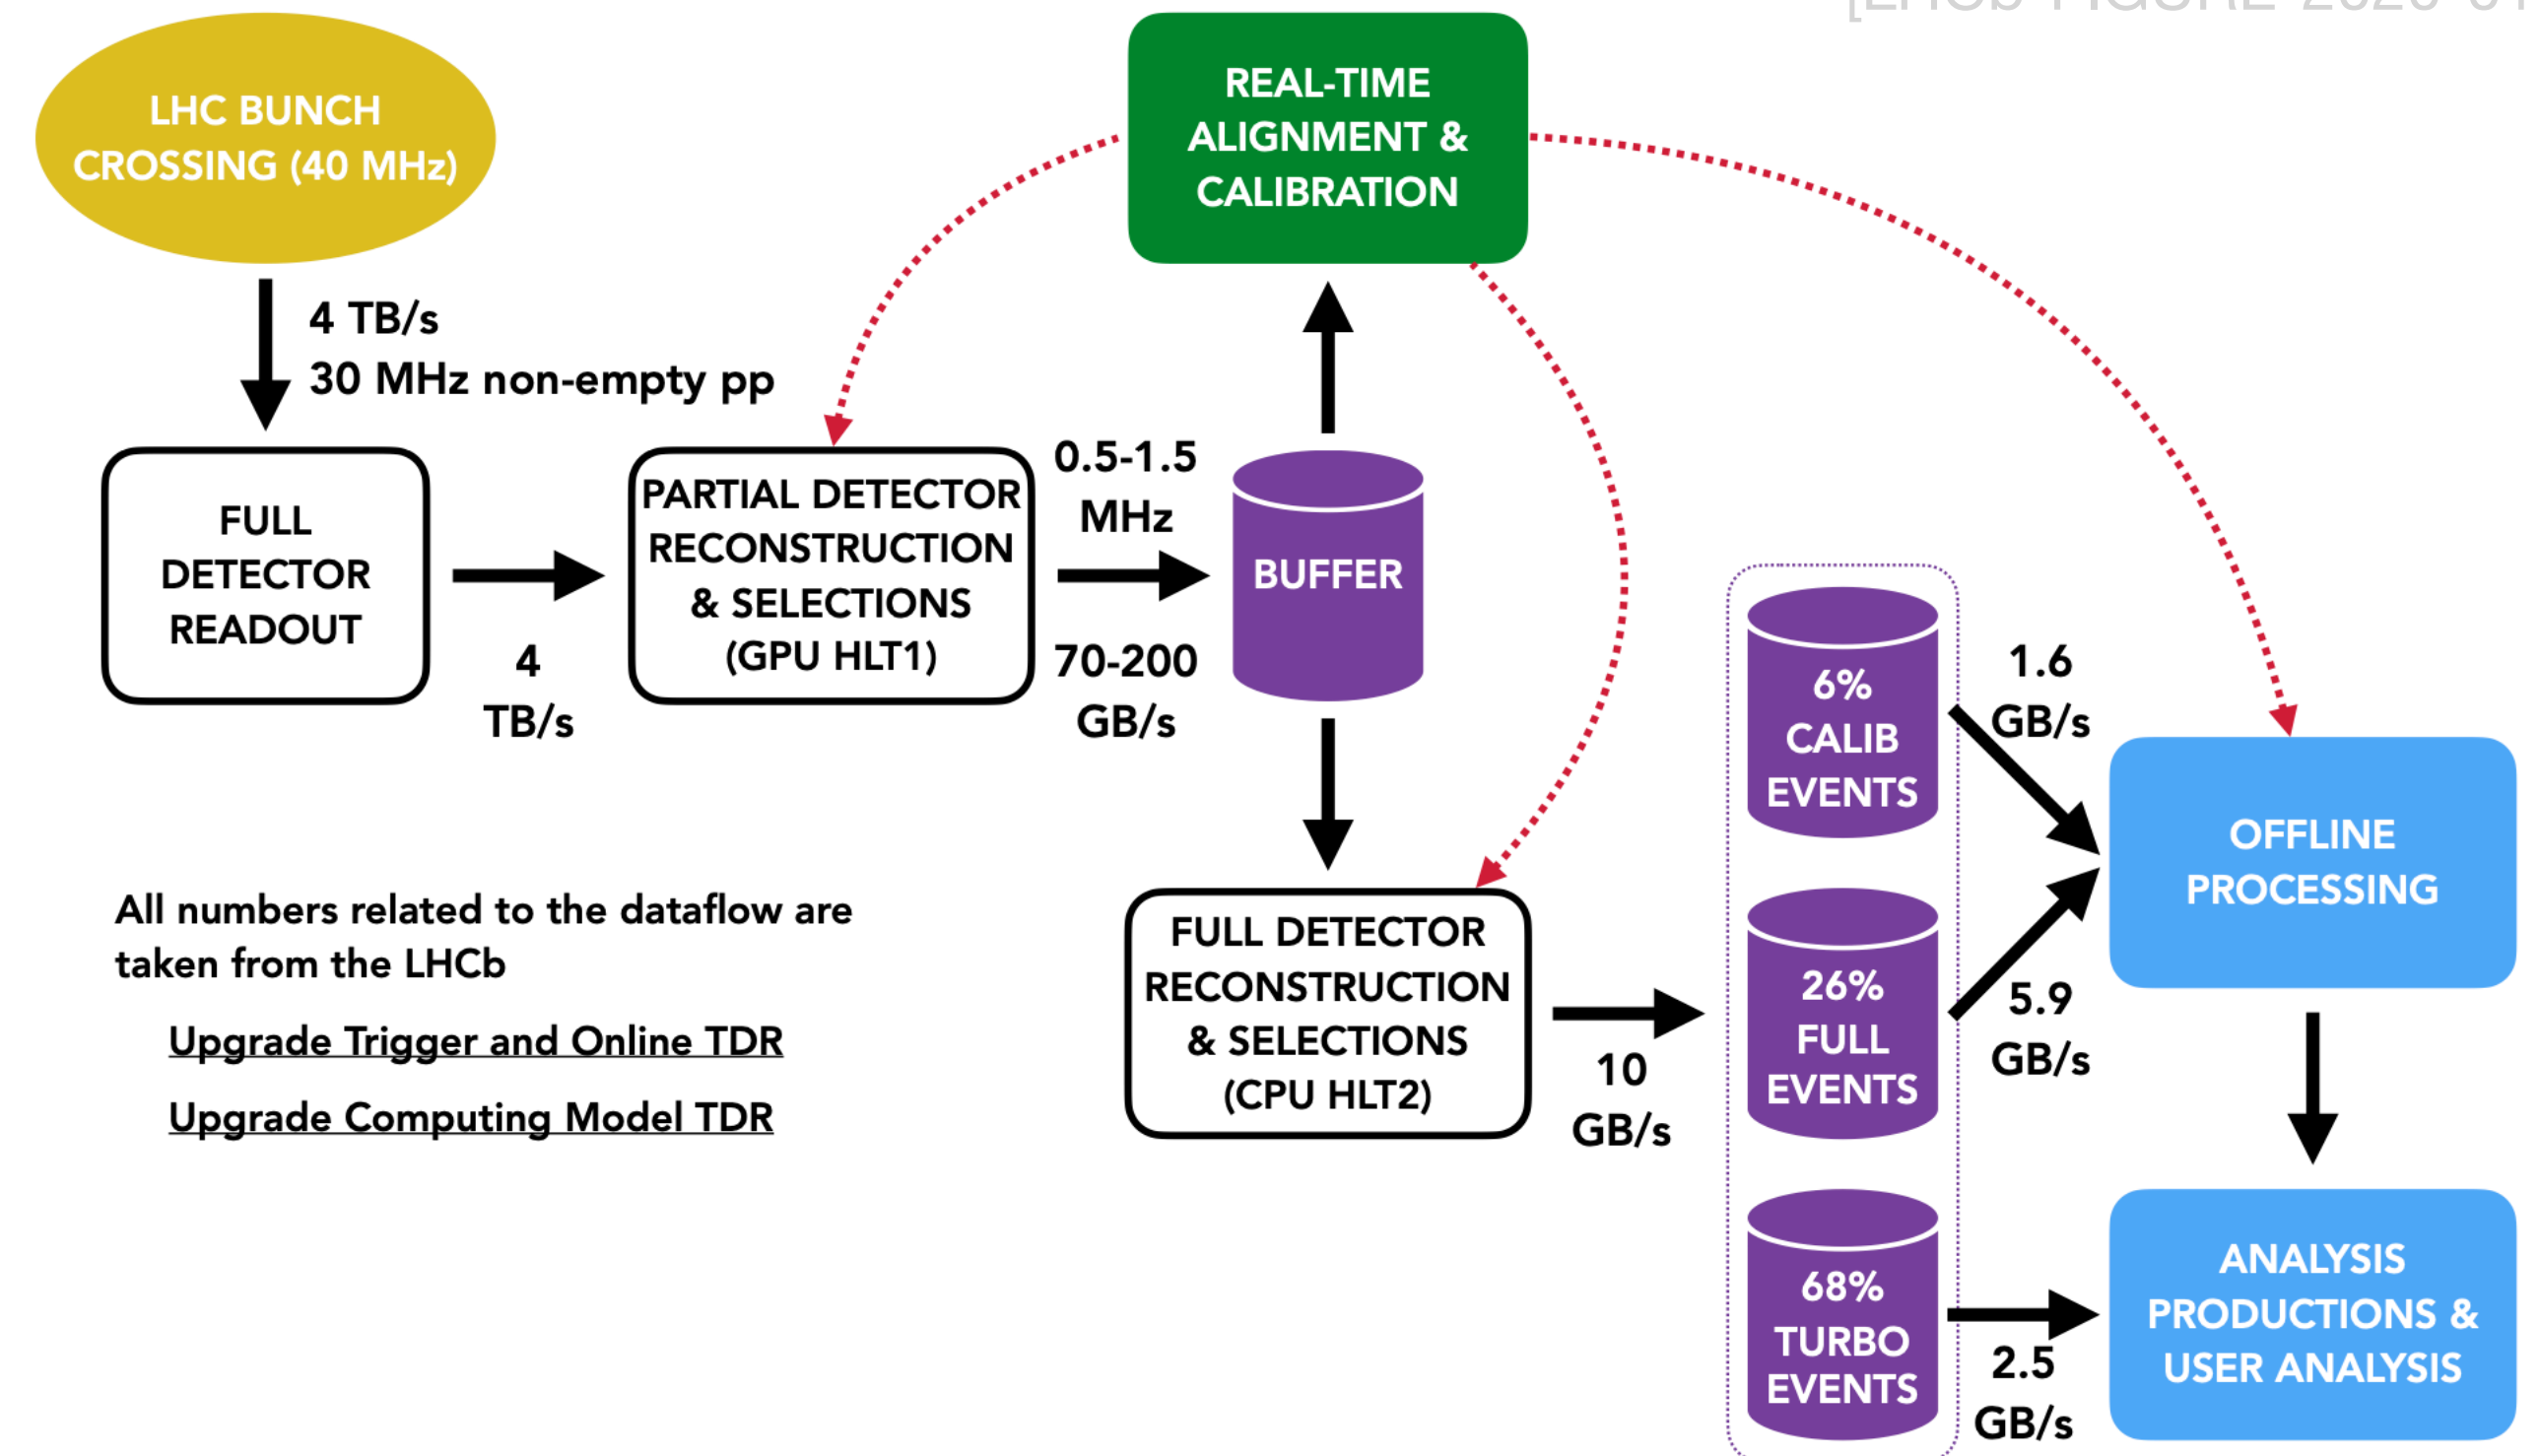 [LHCb-FIGURE-2020-01
LHC BUNCH
CROSSING (40 MHz)
REAL-TIME
ALIGNMENT &
CALIBRATION
4 TB/s
30 MHz non-empty pp
FULL
DETECTOR
READOUT
4
TB/s
PARTIAL DETECTOR
RECONSTRUCTION
& SELECTIONS
(GPU HLT1)
0.5-1.5
MHz
70-200
GB/s
BUFFER
FULL DETECTOR
RECONSTRUCTION
& SELECTIONS
(CPU HLT2)
10
GB/s
6%
CALIB
EVENTS
26%
FULL
EVENTS
68%
TURBO
EVENTS
1.6
GB/s
5.9
GB/s
2.5
GB/s
OFFLINE
PROCESSING
ANALYSIS
PRODUCTIONS &
USER ANALYSIS
All numbers related to the dataflow are
taken from the LHCb
Upgrade Trigger and Online TDR
Upgrade Computing Model TDR